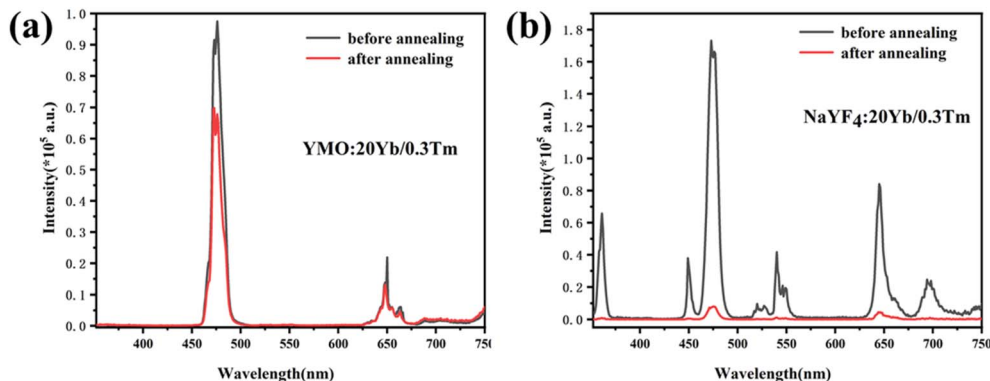 (a)
before annealing
after annealing
YMO:20Yb/0.3Tm
Intensity(*10⁵ a.u.)
1.0
0.9
0.8
0.7
0.6
0.5
0.4
0.3
0.2
0.1
0.0
400 450 500 550 600 650 700 750
Wavelength(nm)
(b)
before annealing
after annealing
NaYF₄:20Yb/0.3Tm
Intensity(*10⁵ a.u.)
1.8
1.6
1.4
1.2
1.0
0.8
0.6
0.4
0.2
0.0
400 450 500 550 600 650 700 750
Wavelength(nm)